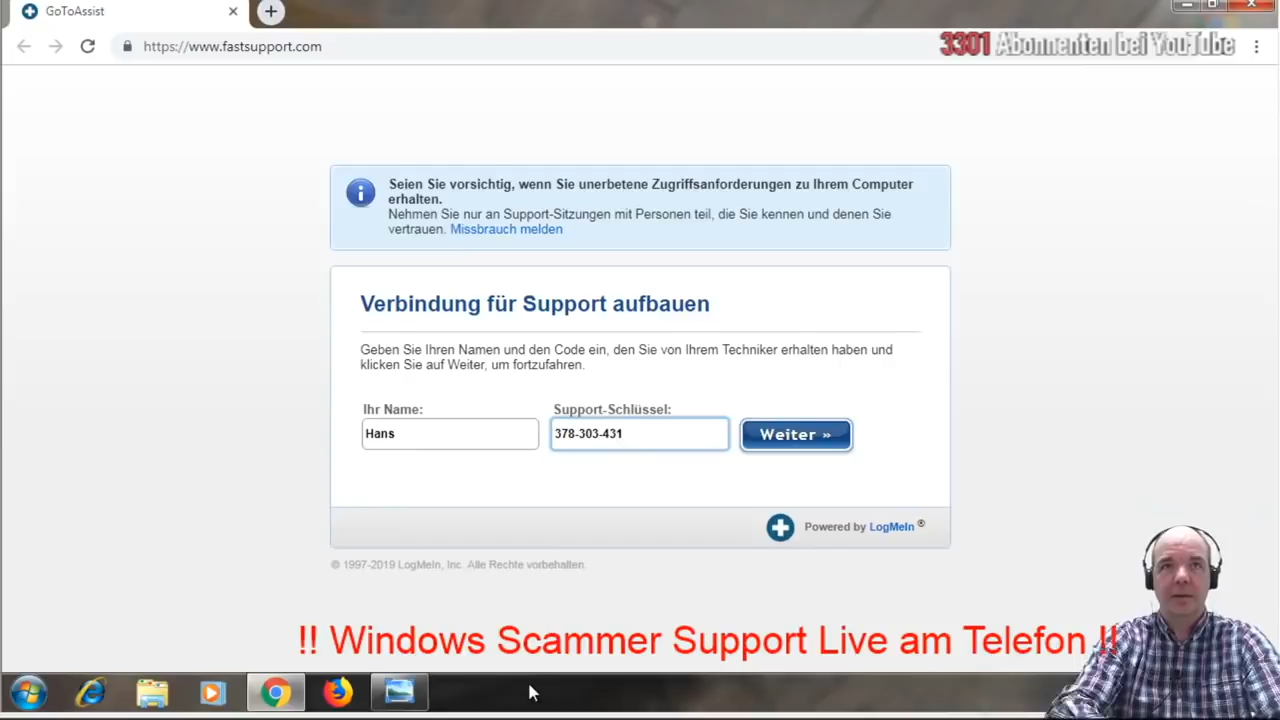 GoToAssist
https://www.fastsupport.com
3301 Abonnenten bei YouTube
Seien Sie vorsichtig, wenn Sie unerbetene Zugriffsanforderungen zu Ihrem Computer
erhalten.
Nehmen Sie nur an Support-Sitzungen mit Personen teil, die Sie kennen und denen Sie
vertrauen. Missbrauch melden
Verbindung für Support aufbauen
Geben Sie Ihren Namen und den Code ein, den Sie von Ihrem Techniker erhalten haben und
klicken Sie auf Weiter, um fortzufahren.
Ihr Name: Support-Schlüssel:
Hans 378-303-431 Weiter »
Powered by LogMeIn ®
© 1997-2019 LogMeIn, Inc. Alle Rechte vorbehalten.
!! Windows Scammer Support Live am Telefon !!